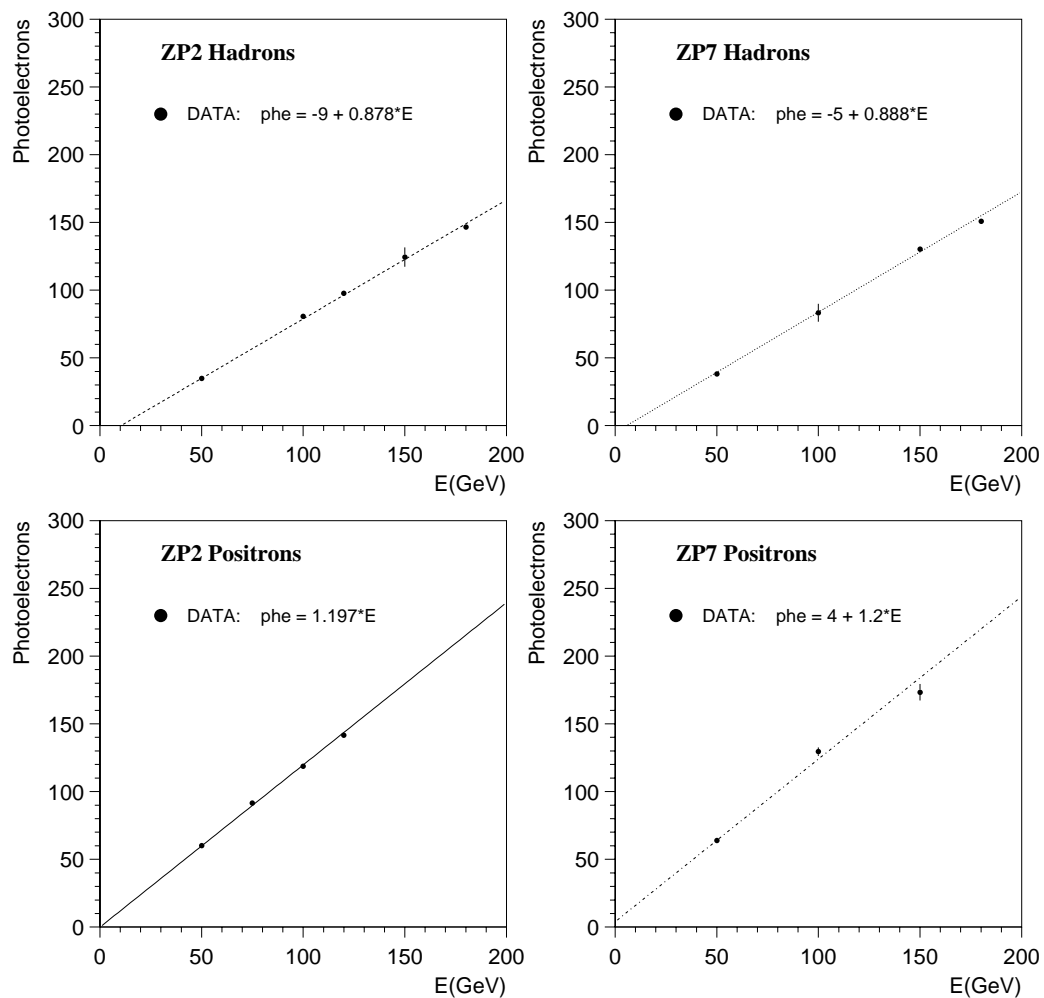 Photoelectrons
300
250
200
150
100
50
0
ZP2 Hadrons
DATA: phe = -9 + 0.878*E
0 50 100 150 200
E(GeV)
Photoelectrons
300
250
200
150
100
50
0
ZP7 Hadrons
DATA: phe = -5 + 0.888*E
0 50 100 150 200
E(GeV)
Photoelectrons
300
250
200
150
100
50
0
ZP2 Positrons
DATA: phe = 1.197*E
0 50 100 150 200
E(GeV)
Photoelectrons
300
250
200
150
100
50
0
ZP7 Positrons
DATA: phe = 4 + 1.2*E
0 50 100 150 200
E(GeV)